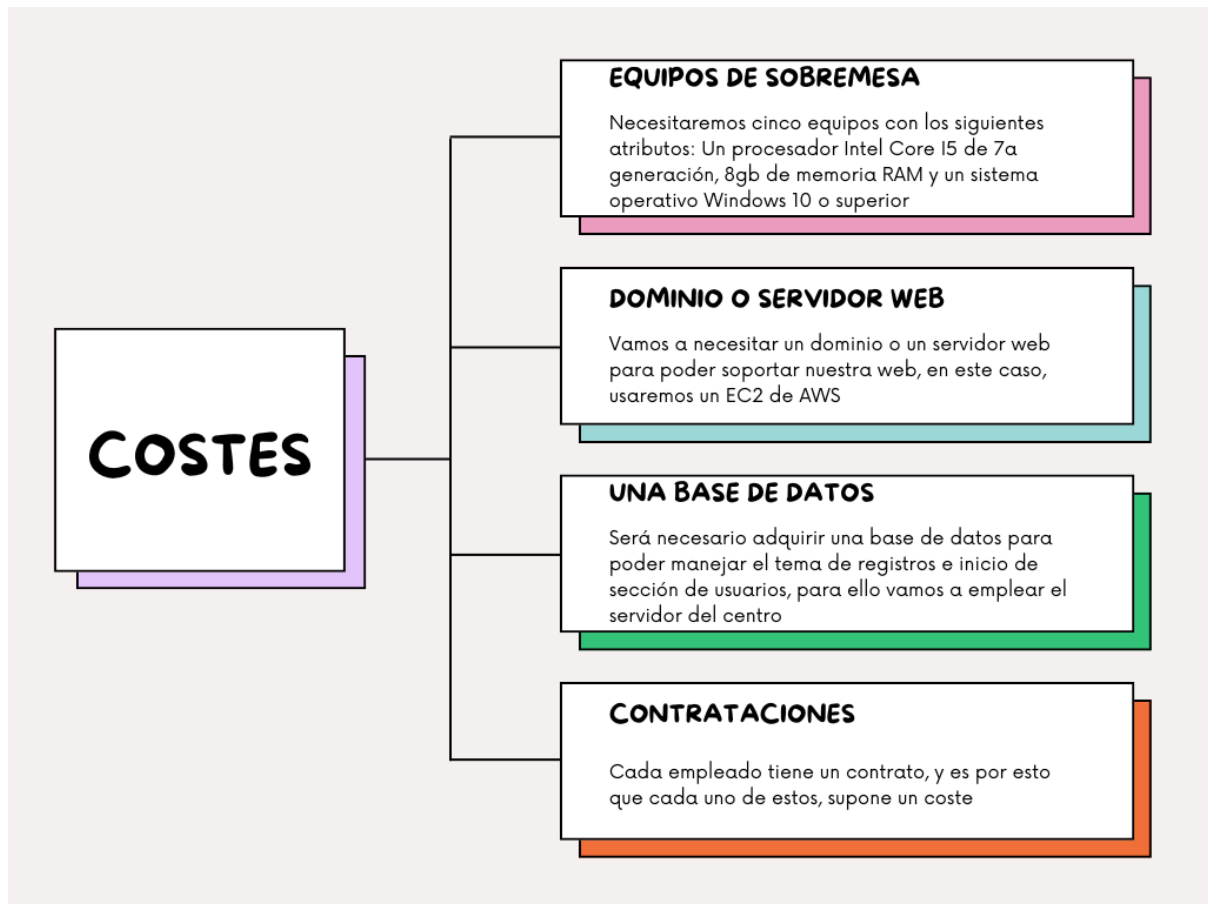 COSTES
EQUIPOS DE SOBREMESA
Necesitaremos cinco equipos con los siguientes
atributos: Un procesador Intel Core I5 de 7a
generación, 8gb de memoria RAM y un sistema
operativo Windows 10 o superior
DOMINIO O SERVIDOR WEB
Vamos a necesitar un dominio o un servidor web
para poder soportar nuestra web, en este caso,
usaremos un EC2 de AWS
UNA BASE DE DATOS
Será necesario adquirir una base de datos para
poder manejar el tema de registros e inicio de
sección de usuarios, para ello vamos a emplear el
servidor del centro
CONTRATACIONES
Cada empleado tiene un contrato, y es por esto
que cada uno de estos, supone un coste